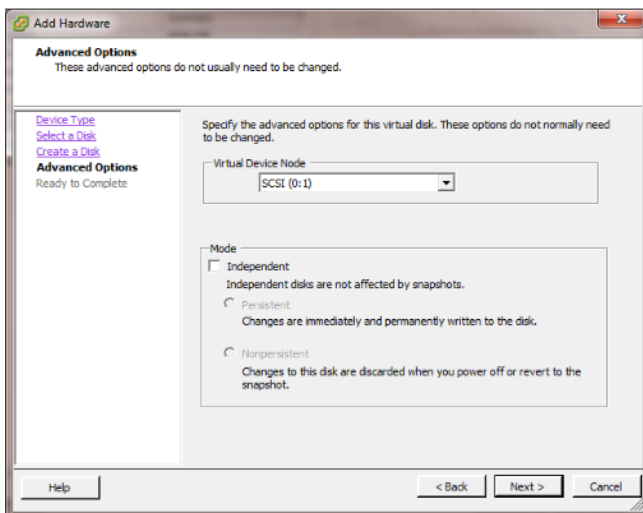 Add Hardware
Advanced Options
These advanced options do not usually need to be changed.
Device Type
Select a Disk
Create a Disk
Advanced Options
Ready to Complete
Specify the advanced options for this virtual disk. These options do not normally need
to be changed.
Virtual Device Node
SCSI (0:1)
Mode
Independent
Independent disks are not affected by snapshots.
Persistent
Changes are immediately and permanently written to the disk.
Nonpersistent
Changes to this disk are discarded when you power off or revert to the
snapshot.
Help
< Back
Next >
Cancel